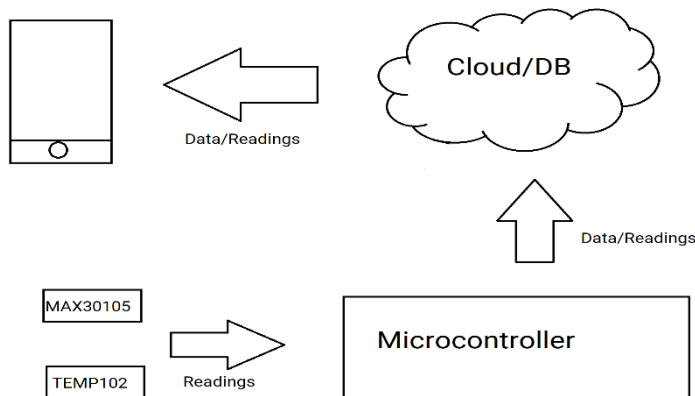 Cloud/DB
Data/Readings
Data/Readings
MAX30105
Microcontroller
TEMP102
Readings